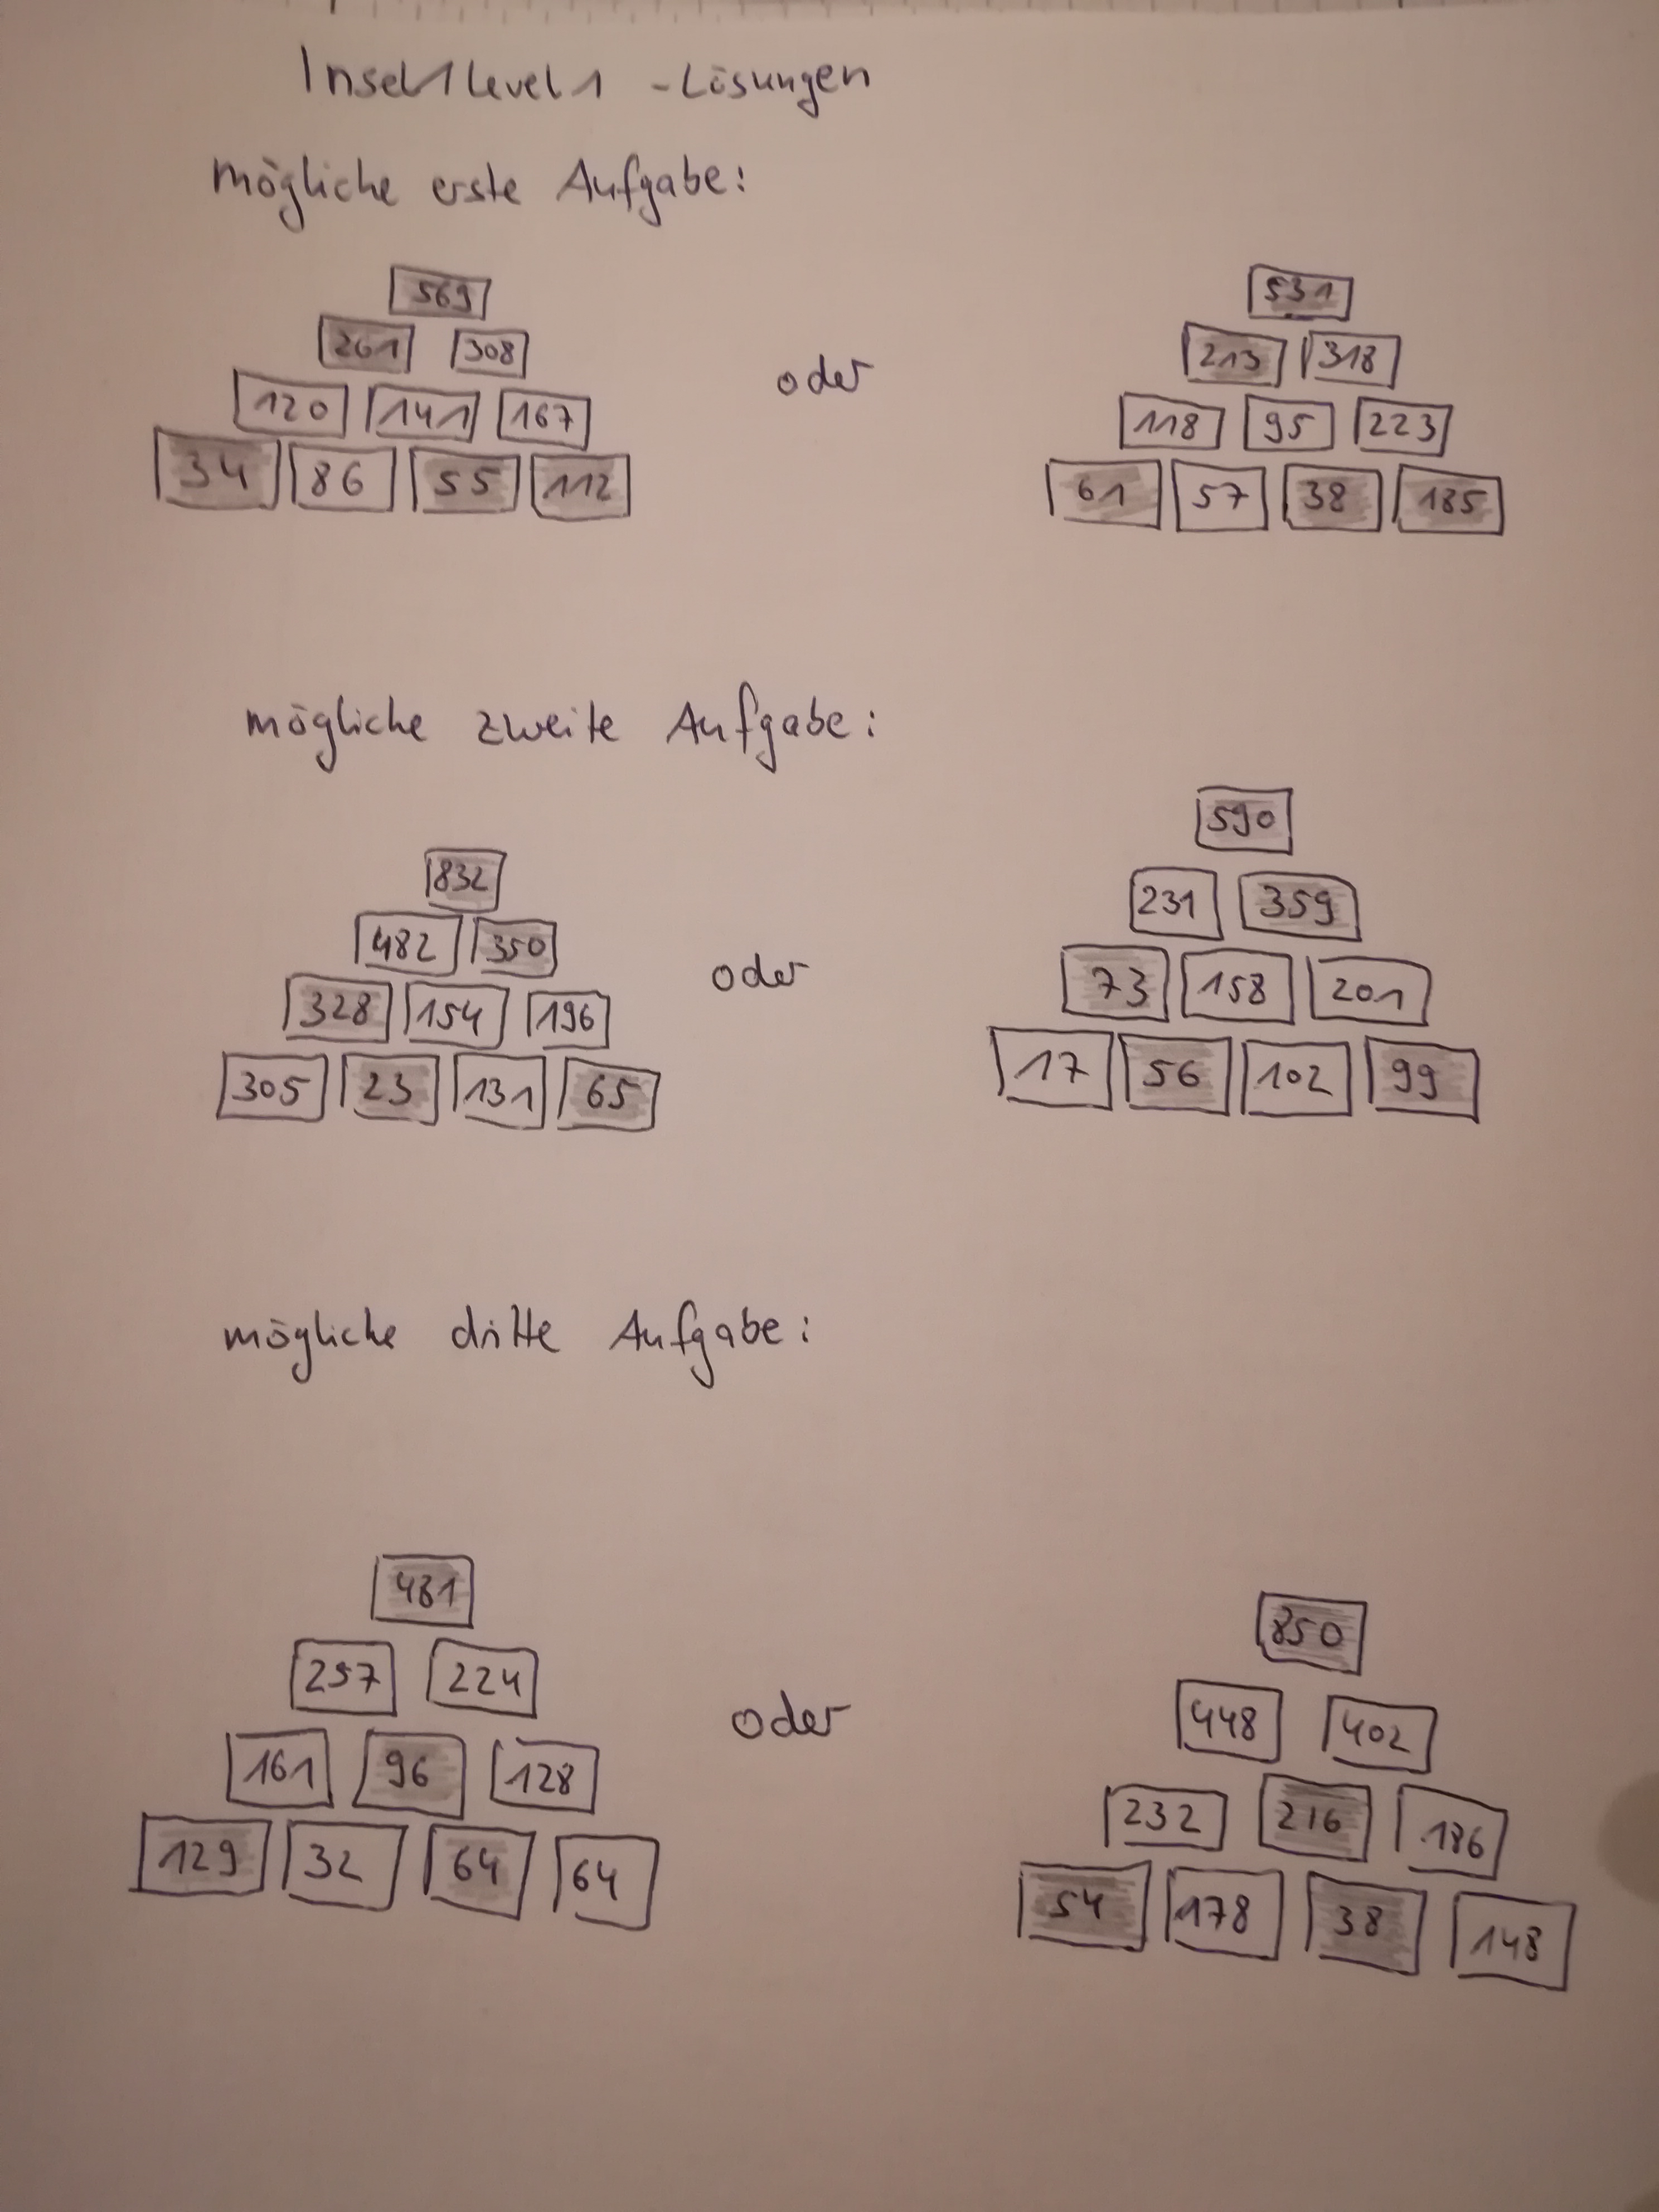 Insel1 level 1 - Lösungen
mögliche erste Aufgabe:
569
261 308
120 141 167
34 86 55 112
oder
531
213 318
118 95 223
61 57 38 185
mögliche zweite Aufgabe:
832
482 350
328 154 196
305 23 131 65
oder
590
231 359
73 158 201
17 56 102 99
mögliche dritte Aufgabe:
481
257 224
161 96 128
129 32 64 64
oder
850
448 402
232 216 186
54 178 38 148